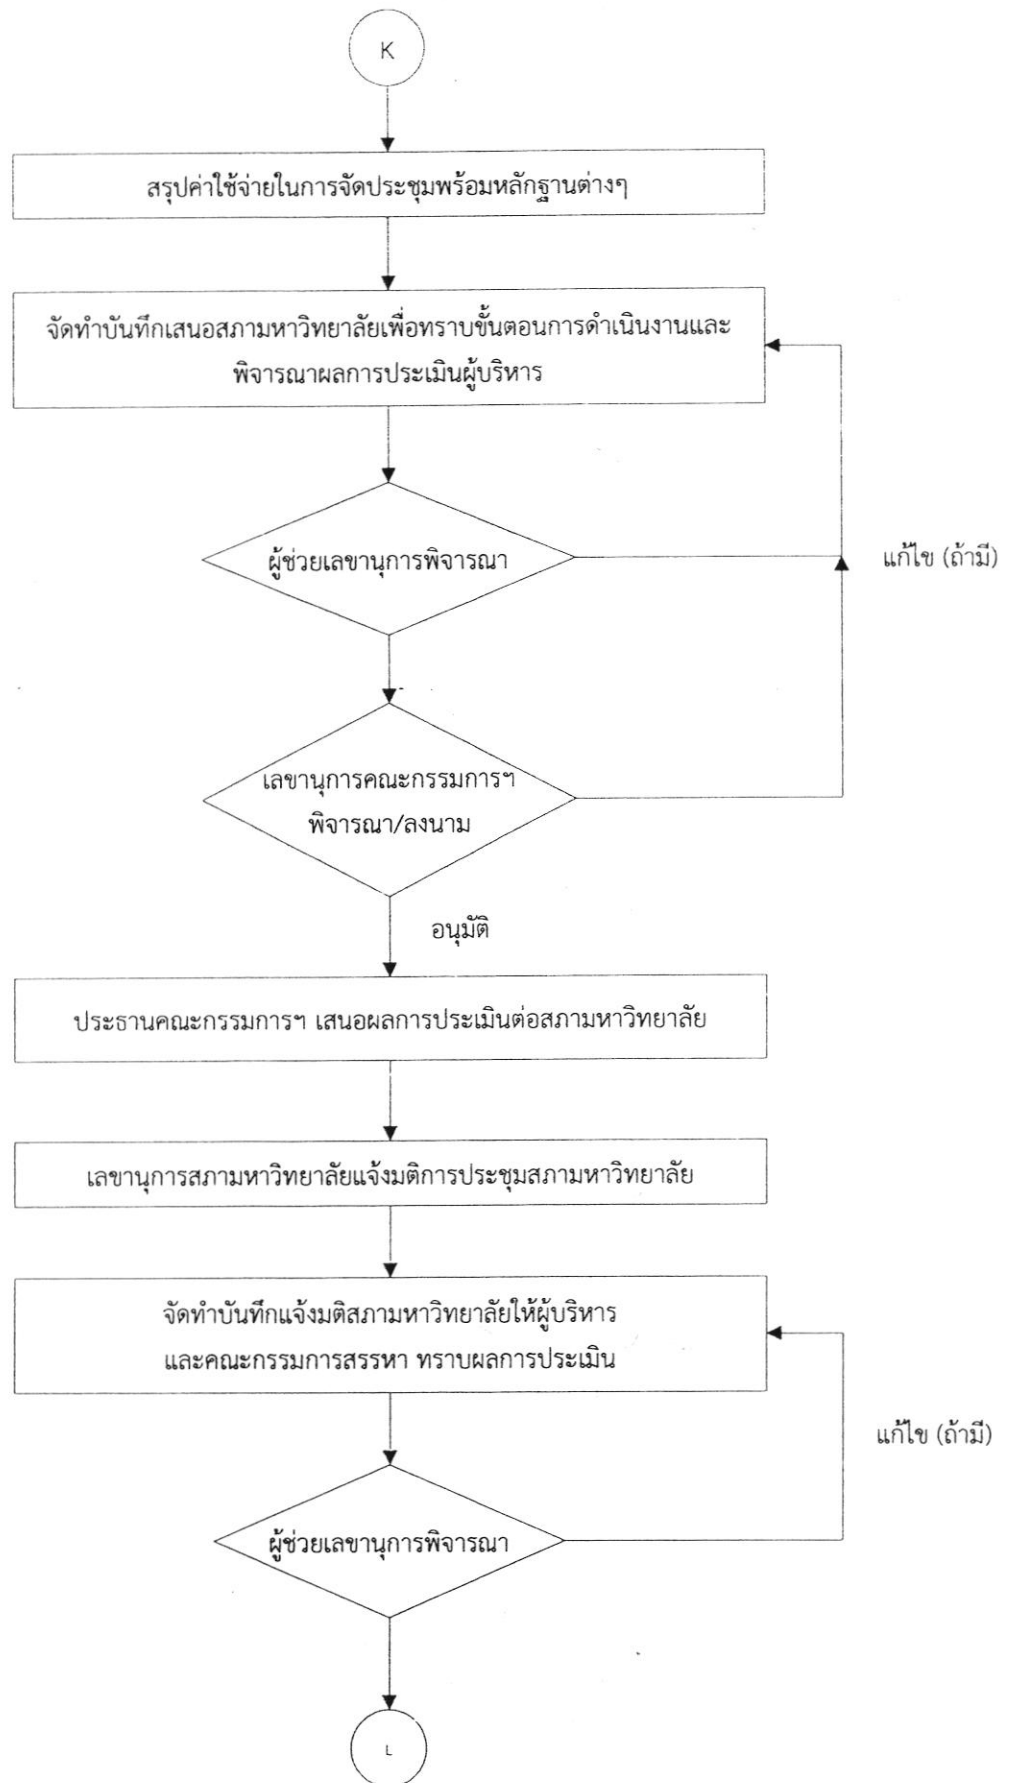 K
สรุปค่าใช้จ่ายในการจัดประชุมพร้อมหลักฐานต่างๆ
จัดทำบันทึกเสนอสภามหาวิทยาลัยเพื่อทราบขั้นตอนการดำเนินงานและ
พิจารณาผลการประเมินผู้บริหาร
ผู้ช่วยเลขานุการพิจารณา
แก้ไข (ถ้ามี)
เลขานุการคณะกรรมการฯ
พิจารณา/ลงนาม
อนุมัติ
ประธานคณะกรรมการฯ เสนอผลการประเมินต่อสภามหาวิทยาลัย
เลขานุการสภามหาวิทยาลัยแจ้งมติการประชุมสภามหาวิทยาลัย
จัดทำบันทึกแจ้งมติสภามหาวิทยาลัยให้ผู้บริหาร
และคณะกรรมการสรรหา ทราบผลการประเมิน
แก้ไข (ถ้ามี)
ผู้ช่วยเลขานุการพิจารณา
L